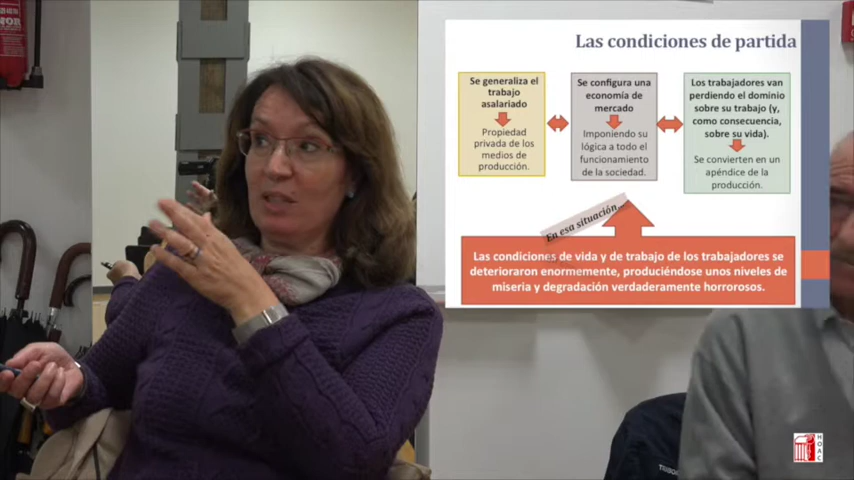 Las condiciones de partida
Se generaliza el
trabajo
asalariado
Propiedad
privada de los
medios de
producción.
Se configura una
economía de
mercado
Imponiendo su
lógica a todo el
funcionamiento
de la sociedad.
Los trabajadores van
perdiendo el dominio
sobre su trabajo (y,
como consecuencia,
sobre su vida).
Se convierten en un
apéndice de la
producción.
En esa situación...
Las condiciones de vida y de trabajo de los trabajadores se
deterioraron enormemente, produciéndose unos niveles de
miseria y degradación verdaderamente horrorosos.
HOAC